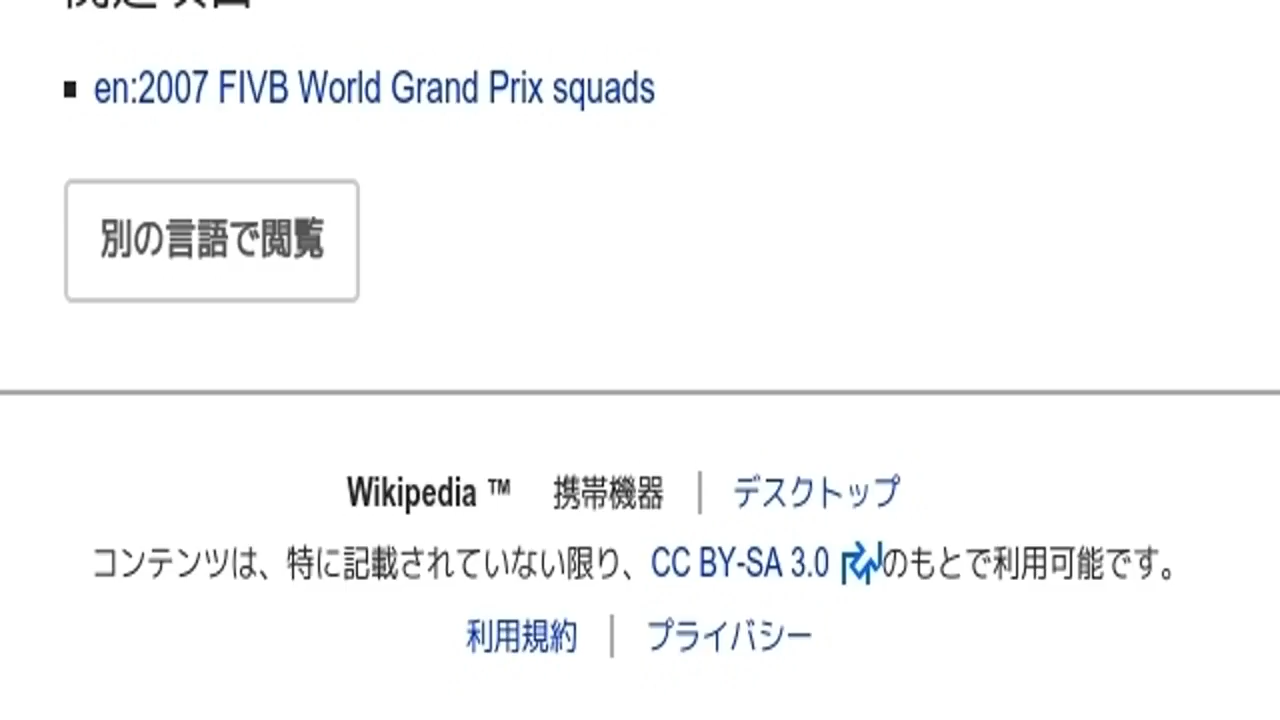 en:2007 FIVB World Grand Prix squads
別の言語で閲覧
Wikipedia ™ 携帯機器 | デスクトップ
コンテンツは、特に記載されていない限り、CC BY-SA 3.0 のもとで利用可能です。
利用規約 | プライバシー